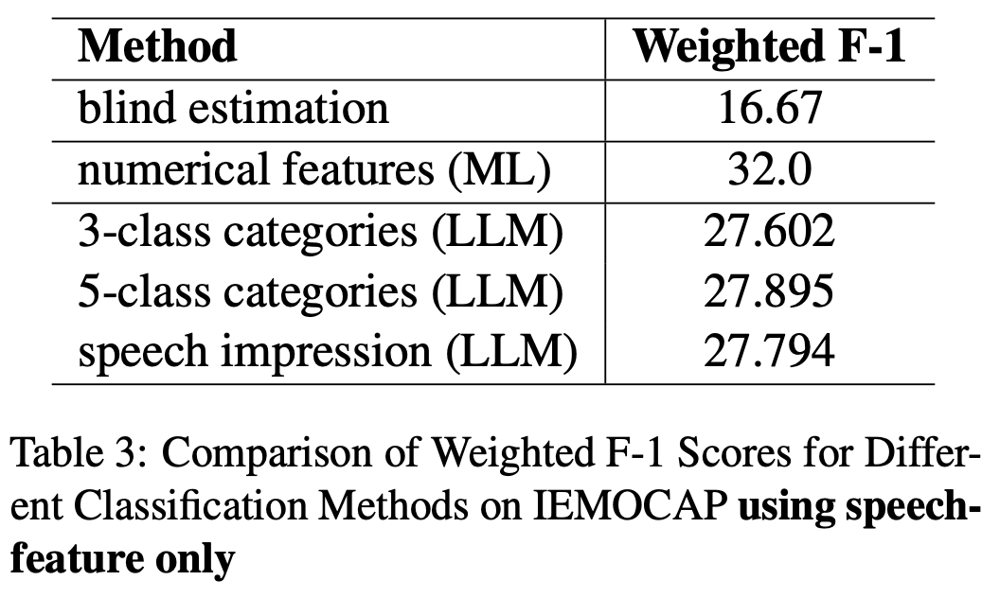 Method Weighted F-1
blind estimation 16.67
numerical features (ML) 32.0
3-class categories (LLM) 27.602
5-class categories (LLM) 27.895
speech impression (LLM) 27.794
Table 3: Comparison of Weighted F-1 Scores for Differ-
ent Classification Methods on IEMOCAP using speech-
feature only